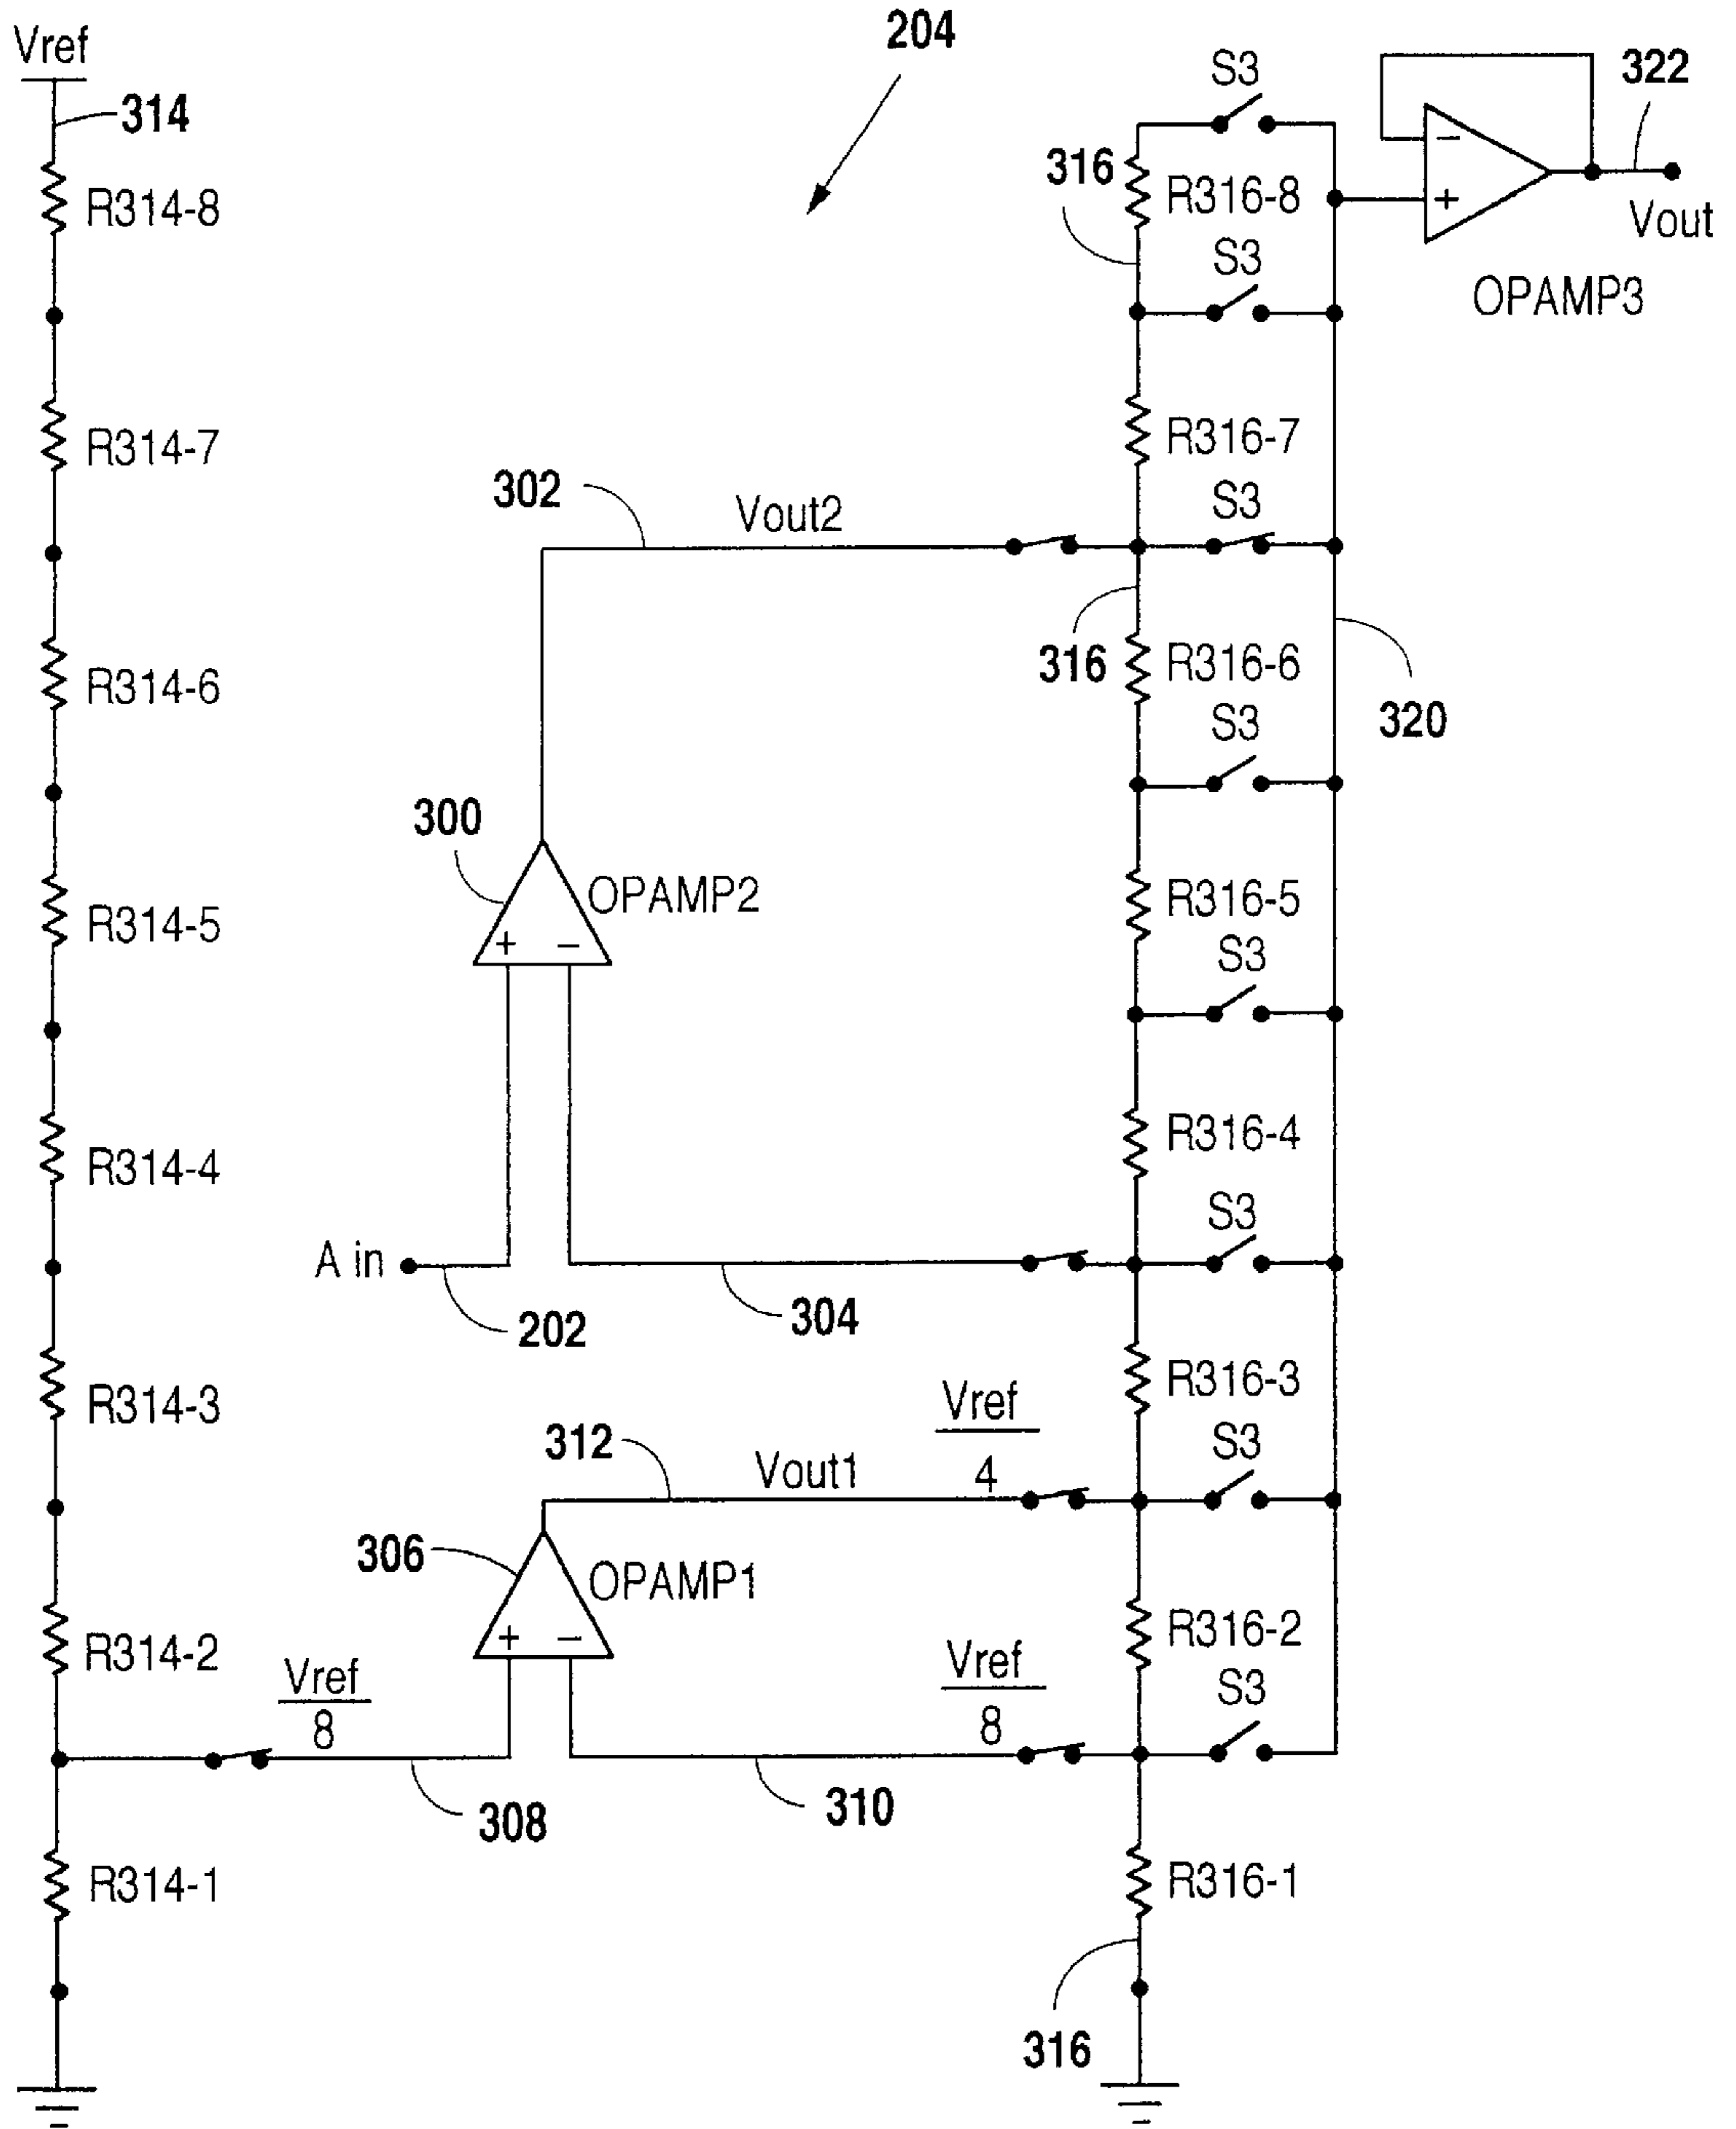 204
Vref
314
R314-8
R314-7
R314-6
R314-5
R314-4
R314-3
R314-2
R314-1
302
Vout2
300
OPAMP2
+ −
A in
202
304
312
Vout1
Vref
4
306
OPAMP1
+ −
Vref
8
308
Vref
8
310
S3
316
R316-8
S3
R316-7
S3
316
R316-6
S3
R316-5
S3
R316-4
S3
R316-3
S3
R316-2
S3
R316-1
316
320
−
+
322
Vout
OPAMP3